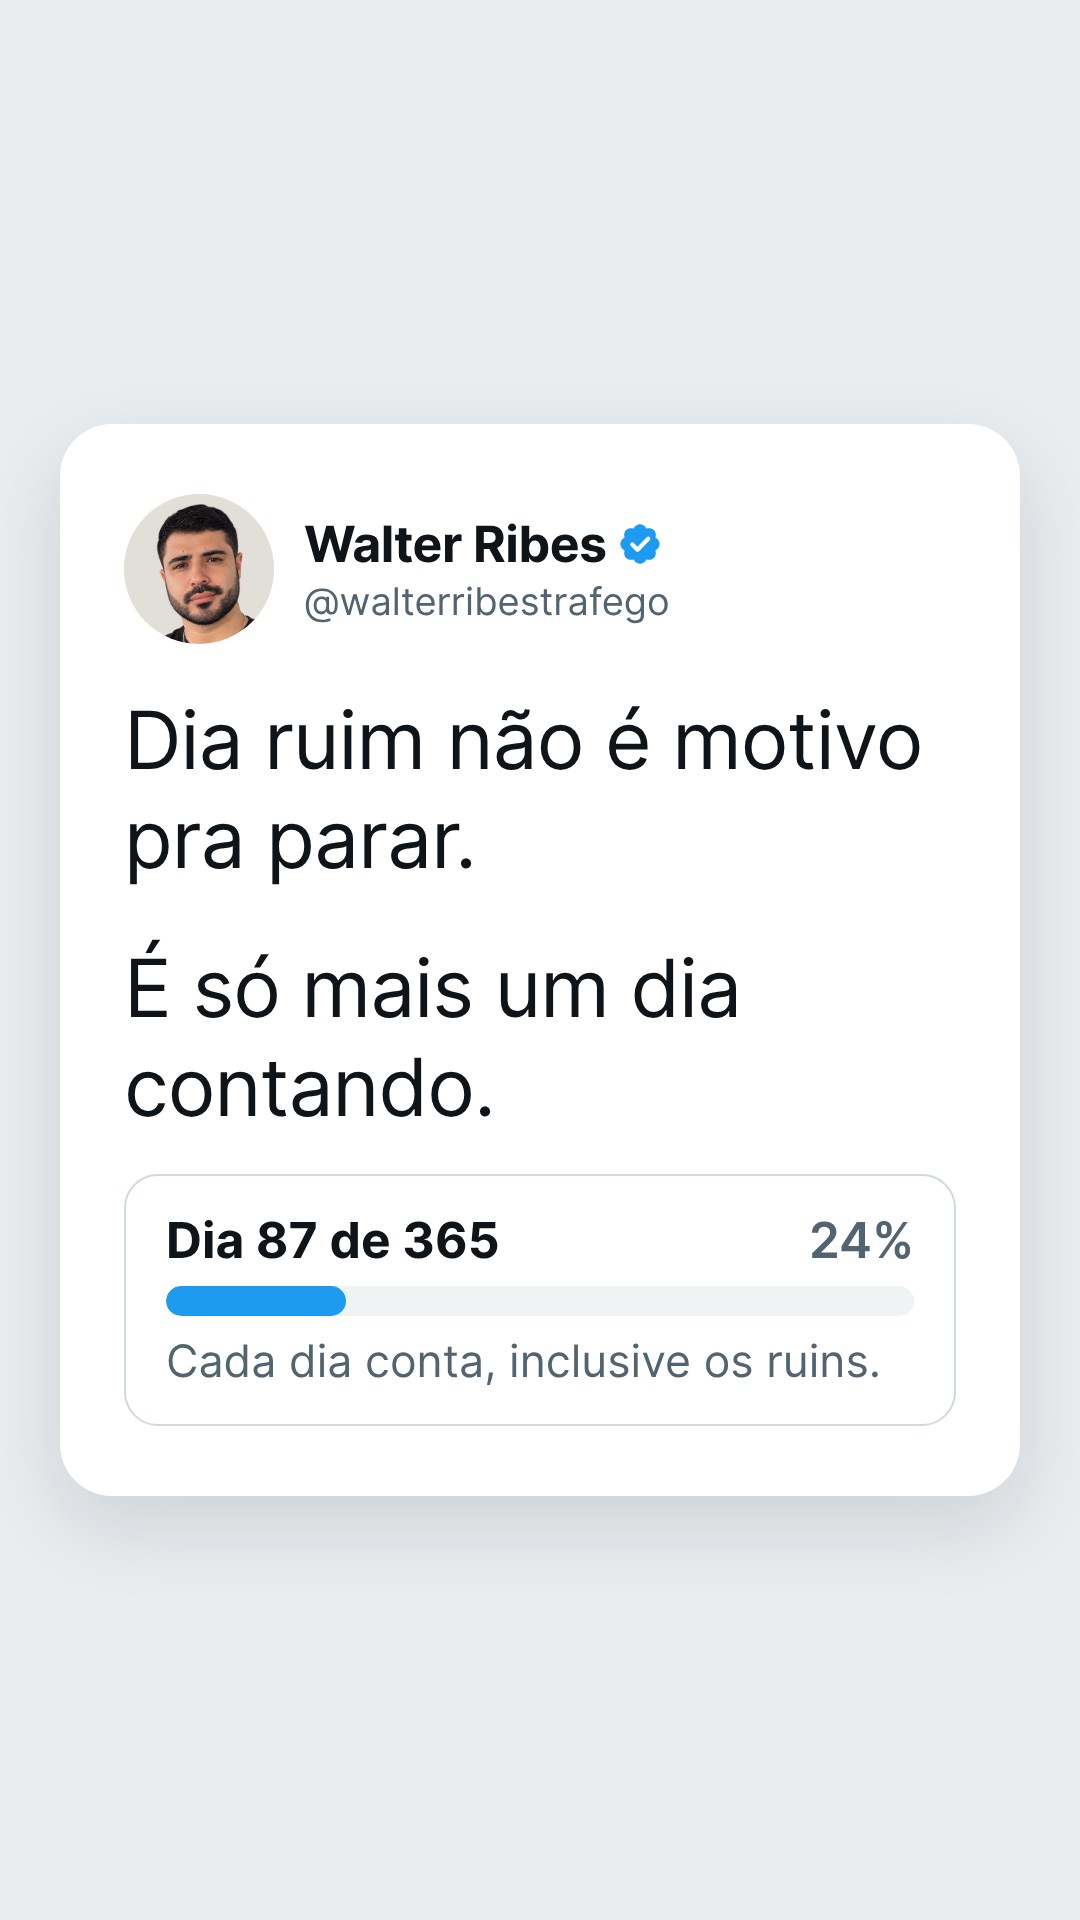 Walter Ribes
@walterribestrafego
Dia ruim não é motivo
pra parar.
É só mais um dia
contando.
Dia 87 de 365 24%
Cada dia conta, inclusive os ruins.